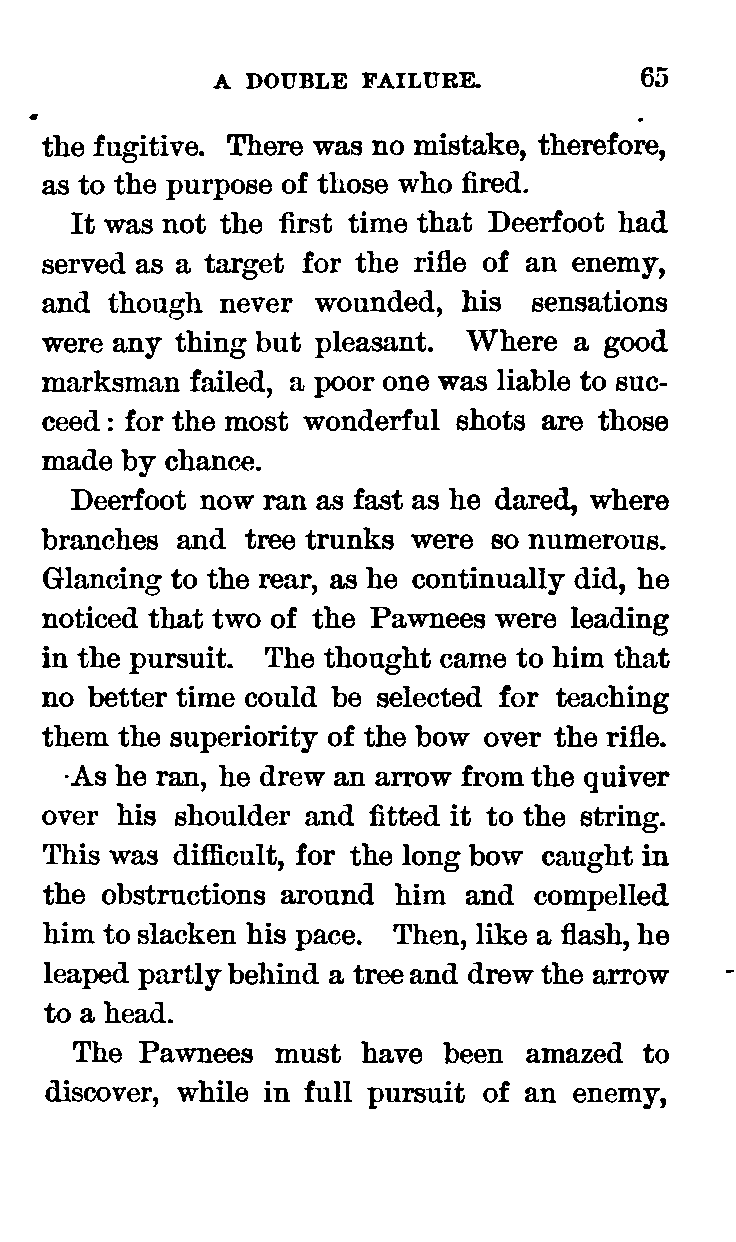 A DOUBLE FAILURE. 65
the fugitive. There was no mistake, therefore,
as to the purpose of those who fired.
It was not the first time that Deerfoot had
served as a target for the rifle of an enemy,
and though never wounded, his sensations
were any thing but pleasant. Where a good
marksman failed, a poor one was liable to suc-
ceed: for the most wonderful shots are those
made by chance.
Deerfoot now ran as fast as he dared, where
branches and tree trunks were so numerous.
Glancing to the rear, as he continually did, he
noticed that two of the Pawnees were leading
in the pursuit. The thought came to him that
no better time could be selected for teaching
them the superiority of the bow over the rifle.
As he ran, he drew an arrow from the quiver
over his shoulder and fitted it to the string.
This was difficult, for the long bow caught in
the obstructions around him and compelled
him to slacken his pace. Then, like a flash, he
leaped partly behind a tree and drew the arrow
to a head.
The Pawnees must have been amazed to
discover, while in full pursuit of an enemy,